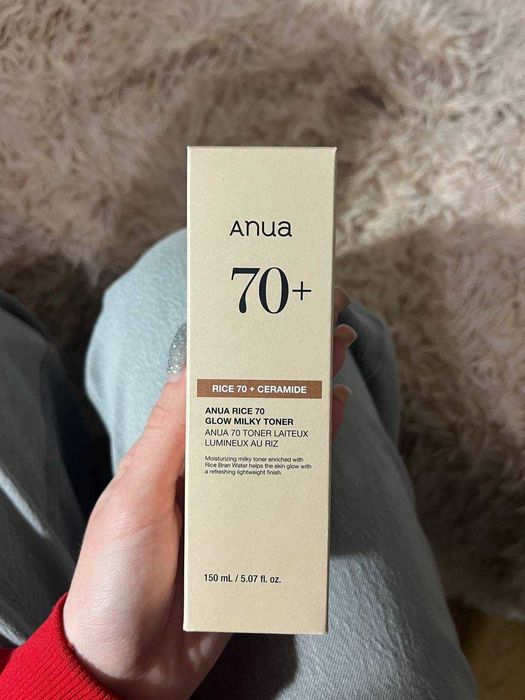 Anua
70+
RICE 70 + CERAMIDE
ANUA RICE 70
GLOW MILKY TONER
ANUA 70 TONER LAITEUX
LUMINEUX AU RIZ
Moisturizing milky toner enriched with
Rice Bran Water helps the skin glow with
a refreshing lightweight finish.
150 mL / 5.07 fl. oz.